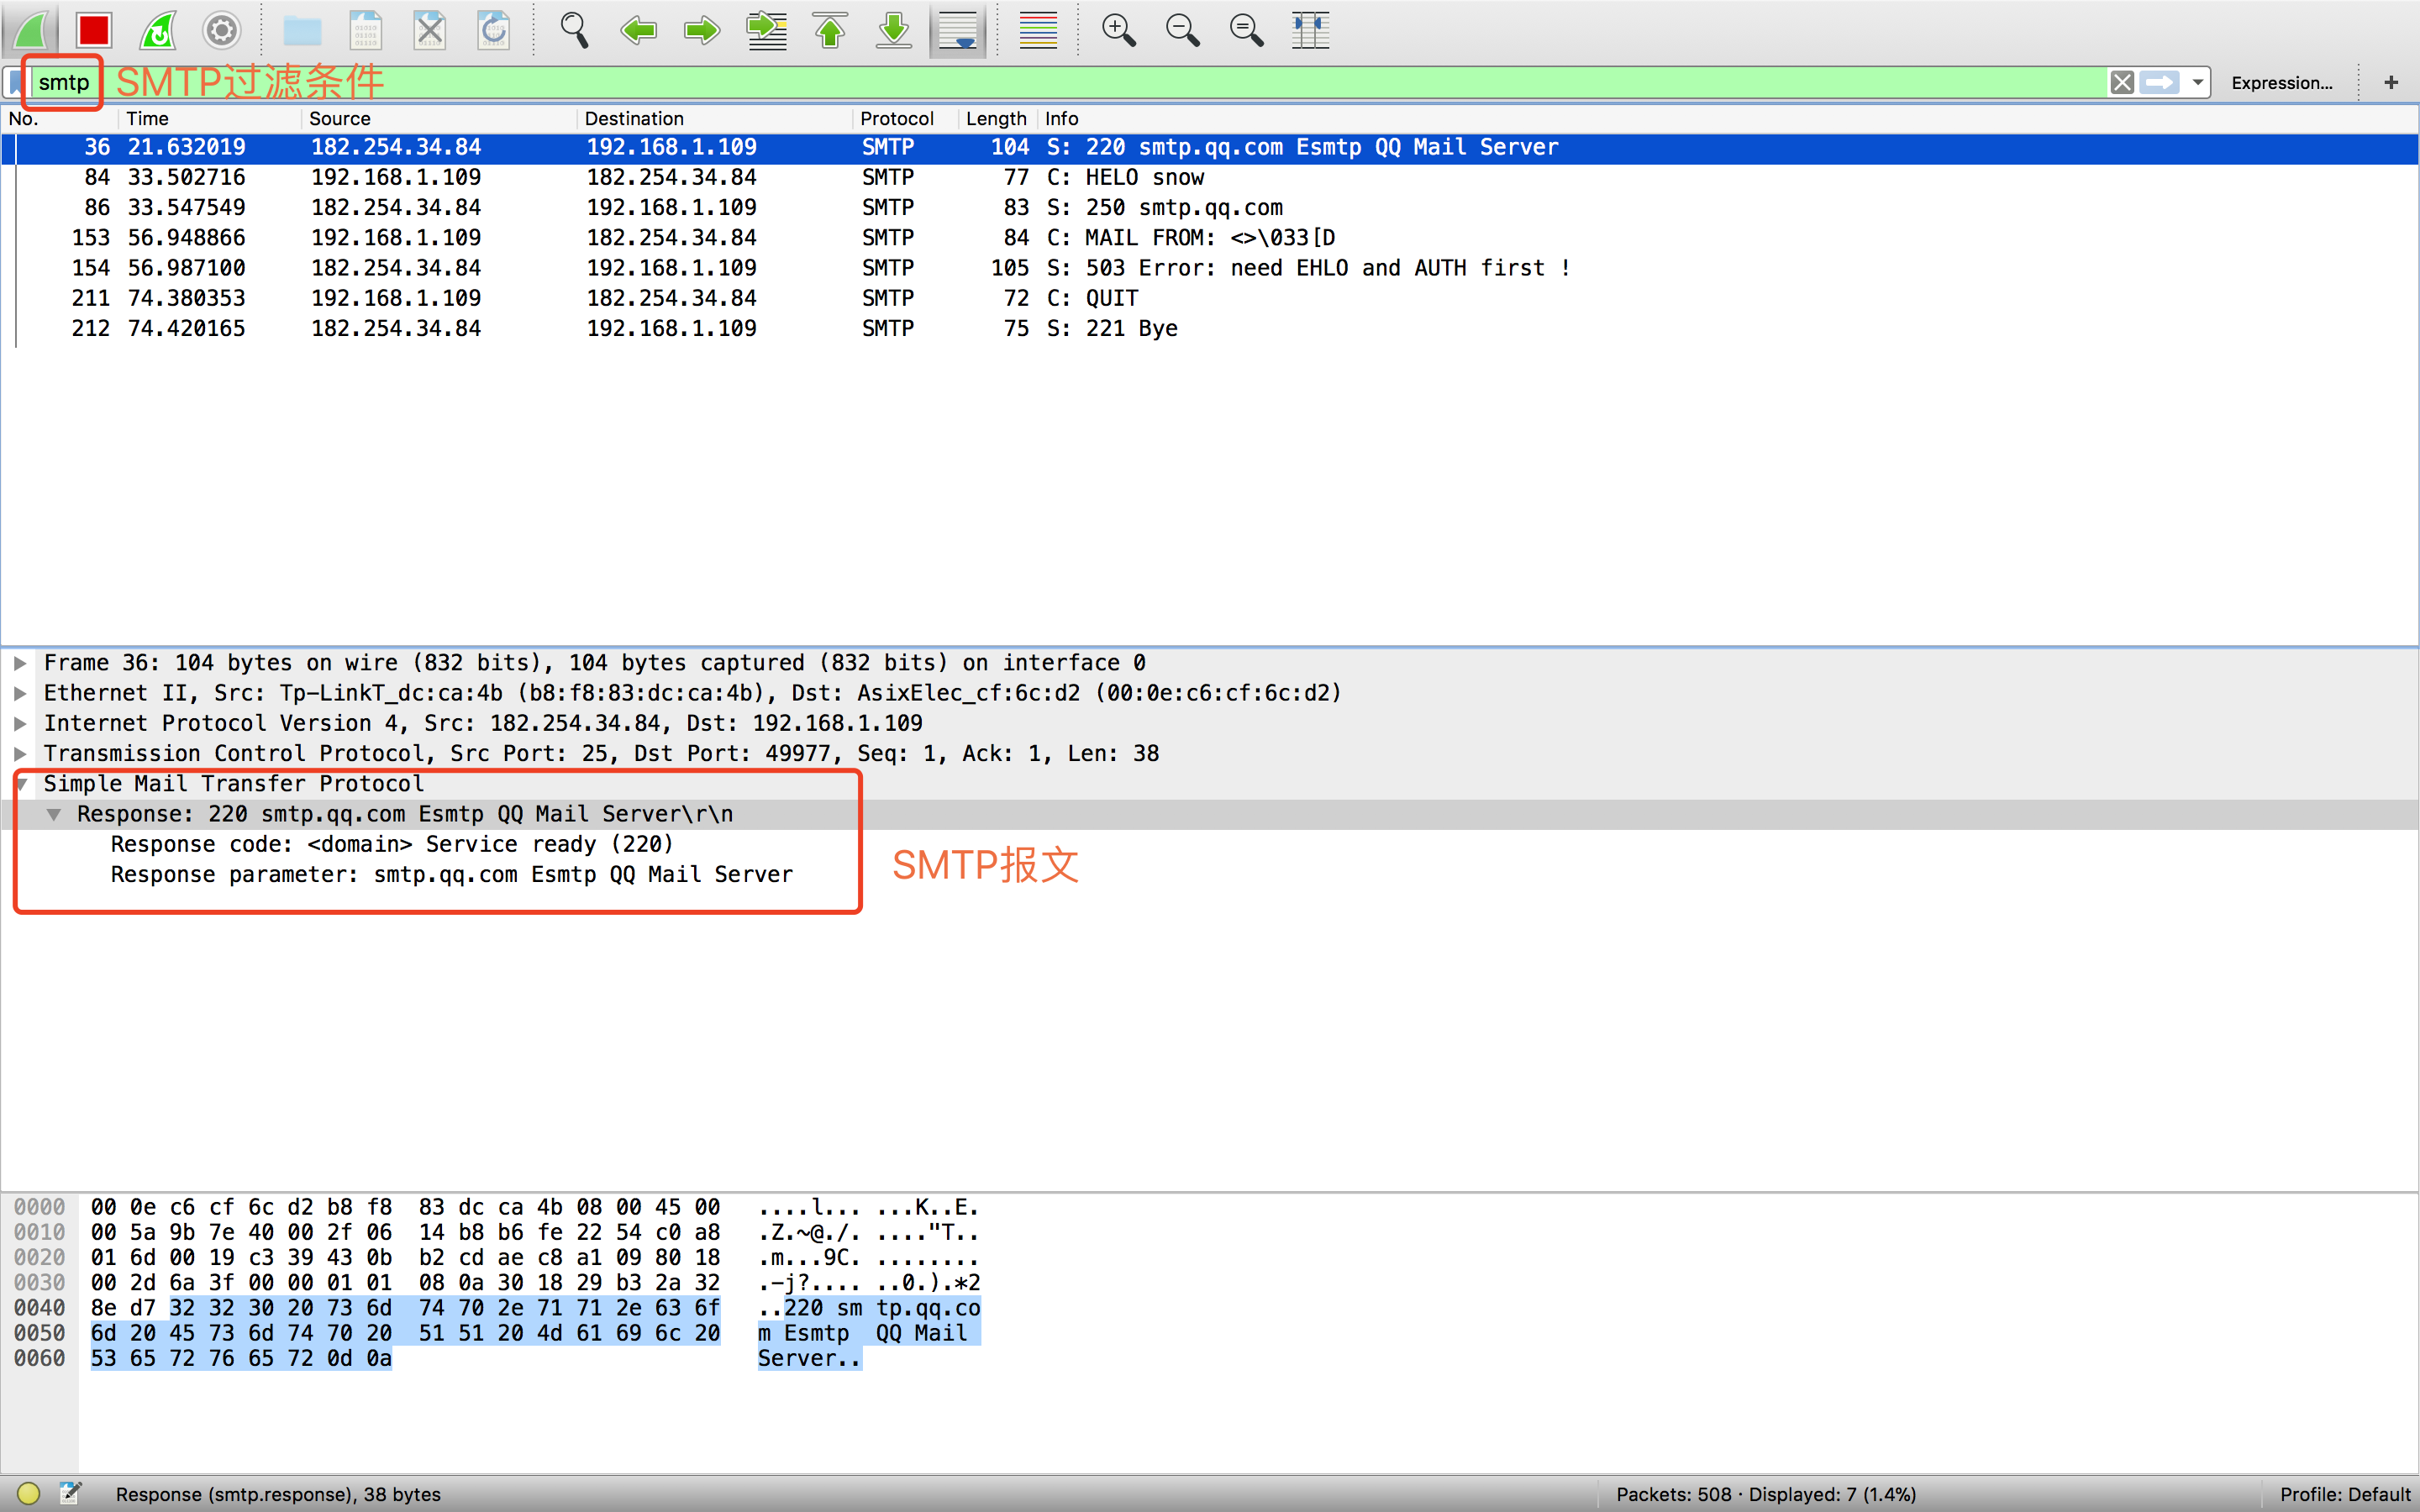 smtp SMTP过滤条件 Expression... +
No. Time Source Destination Protocol Length Info
36 21.632019 182.254.34.84 192.168.1.109 SMTP 104 S: 220 smtp.qq.com Esmtp QQ Mail Server
84 33.502716 192.168.1.109 182.254.34.84 SMTP 77 C: HELO snow
86 33.547549 182.254.34.84 192.168.1.109 SMTP 83 S: 250 smtp.qq.com
153 56.948866 192.168.1.109 182.254.34.84 SMTP 84 C: MAIL FROM: <>\033[D
154 56.987100 182.254.34.84 192.168.1.109 SMTP 105 S: 503 Error: need EHLO and AUTH first !
211 74.380353 192.168.1.109 182.254.34.84 SMTP 72 C: QUIT
212 74.420165 182.254.34.84 192.168.1.109 SMTP 75 S: 221 Bye
Frame 36: 104 bytes on wire (832 bits), 104 bytes captured (832 bits) on interface 0
Ethernet II, Src: Tp-LinkT_dc:ca:4b (b8:f8:83:dc:ca:4b), Dst: AsixElec_cf:6c:d2 (00:0e:c6:cf:6c:d2)
Internet Protocol Version 4, Src: 182.254.34.84, Dst: 192.168.1.109
Transmission Control Protocol, Src Port: 25, Dst Port: 49977, Seq: 1, Ack: 1, Len: 38
Simple Mail Transfer Protocol
Response: 220 smtp.qq.com Esmtp QQ Mail Server\r\n
Response code: <domain> Service ready (220)
Response parameter: smtp.qq.com Esmtp QQ Mail Server
SMTP报文
0000 00 0e c6 cf 6c d2 b8 f8 83 dc ca 4b 08 00 45 00 ....l... ...K..E.
0010 00 5a 9b 7e 40 00 2f 06 14 b8 b6 fe 22 54 c0 a8 .Z.~@./. ...."T..
0020 01 6d 00 19 c3 39 43 0b b2 cd ae c8 a1 09 80 18 .m...9C. ........
0030 00 2d 6a 3f 00 00 01 01 08 0a 30 18 29 b3 2a 32 .-j?.... ..0.).*2
0040 8e d7 32 32 30 20 73 6d 74 70 2e 71 71 2e 63 6f ..220 sm tp.qq.co
0050 6d 20 45 73 6d 74 70 20 51 51 20 4d 61 69 6c 20 m Esmtp QQ Mail
0060 53 65 72 76 65 72 0d 0a Server..
Response (smtp.response), 38 bytes Packets: 508 · Displayed: 7 (1.4%) Profile: Default